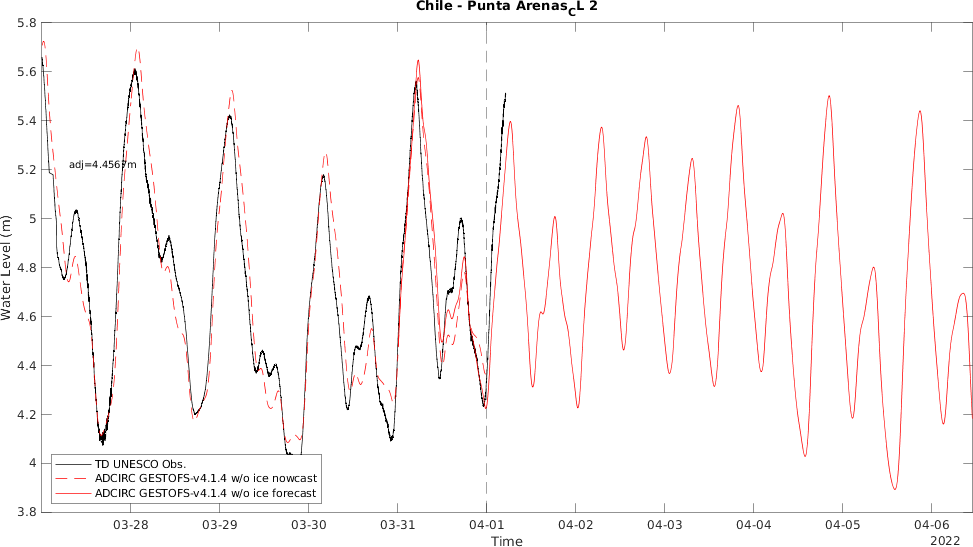 Chile - Punta Arenas CL 2
5.8
5.6
5.4
5.2
5
4.8
4.6
4.4
4.2
4
3.8
Water Level (m)
adj=4.4567m
TD UNESCO Obs.
ADCIRC GESTOFS-v4.1.4 w/o ice nowcast
ADCIRC GESTOFS-v4.1.4 w/o ice forecast
03-28 03-29 03-30 03-31 04-01 04-02 04-03 04-04 04-05 04-06
Time
2022